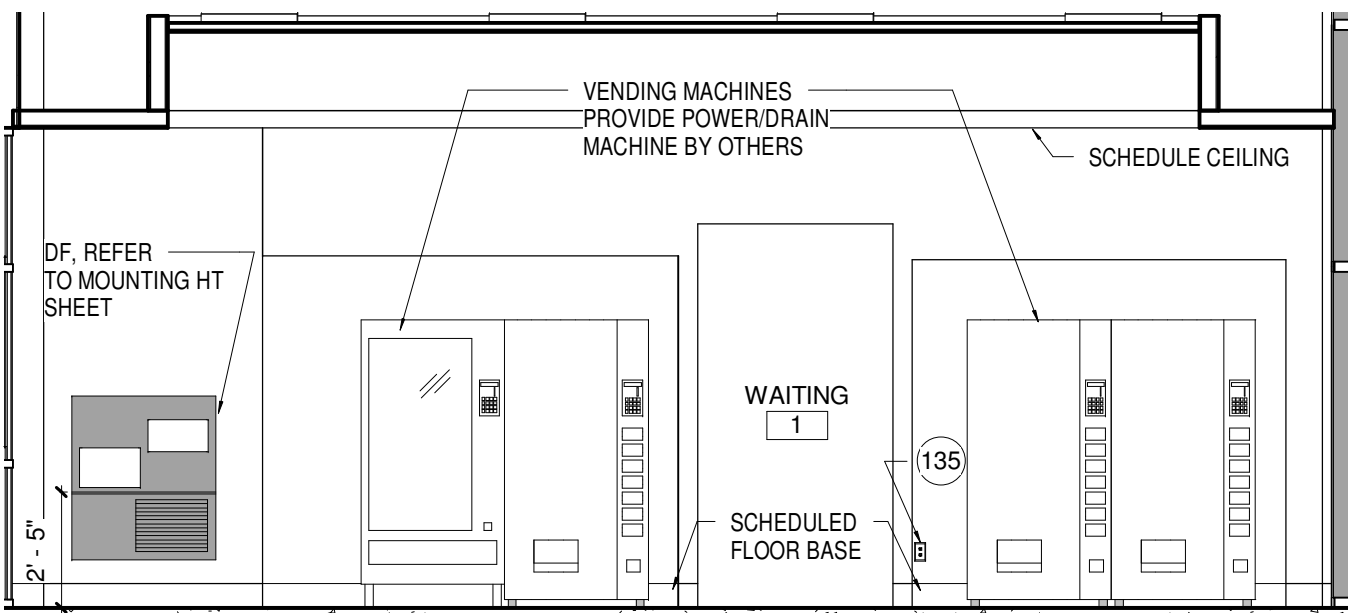 VENDING MACHINES
PROVIDE POWER/DRAIN
MACHINE BY OTHERS
SCHEDULE CEILING
DF, REFER
TO MOUNTING HT
SHEET
WAITING
1
135
SCHEDULED
FLOOR BASE
2' - 5"